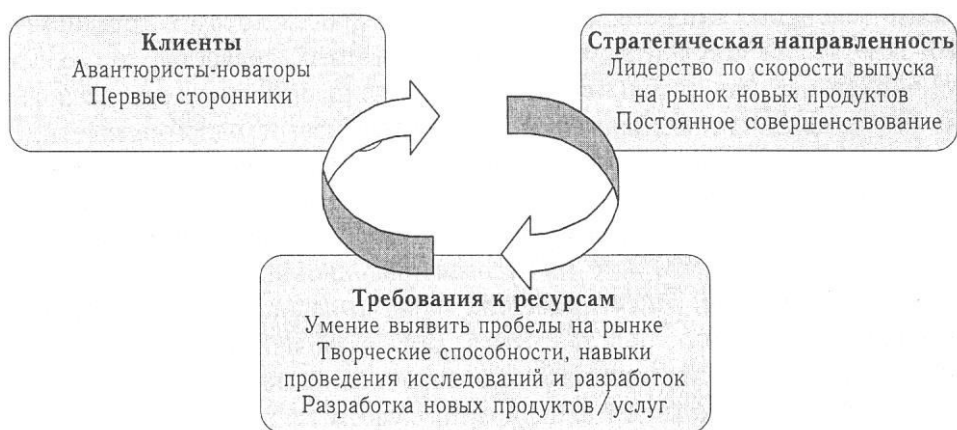 Клиенты
Авантюристы-новаторы
Первые сторонники
Стратегическая направленность
Лидерство по скорости выпуска
на рынок новых продуктов
Постоянное совершенствование
Требования к ресурсам
Умение выявить пробелы на рынке
Творческие способности, навыки
проведения исследований и разработок
Разработка новых продуктов/услуг